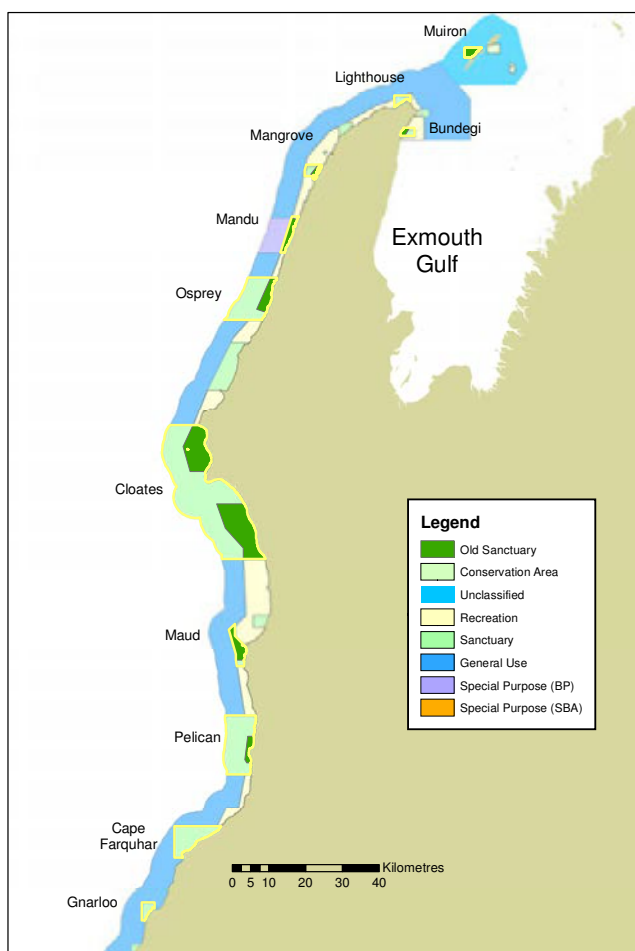 Muiron
Lighthouse
Bundegi
Mangrove
Mandu
Exmouth
Gulf
Osprey
Cloates
Legend
Old Sanctuary
Conservation Area
Unclassified
Recreation
Sanctuary
General Use
Special Purpose (BP)
Special Purpose (SBA)
Maud
Pelican
Cape
Farquhar
Kilometres
0 5 10 20 30 40
Gnarloo